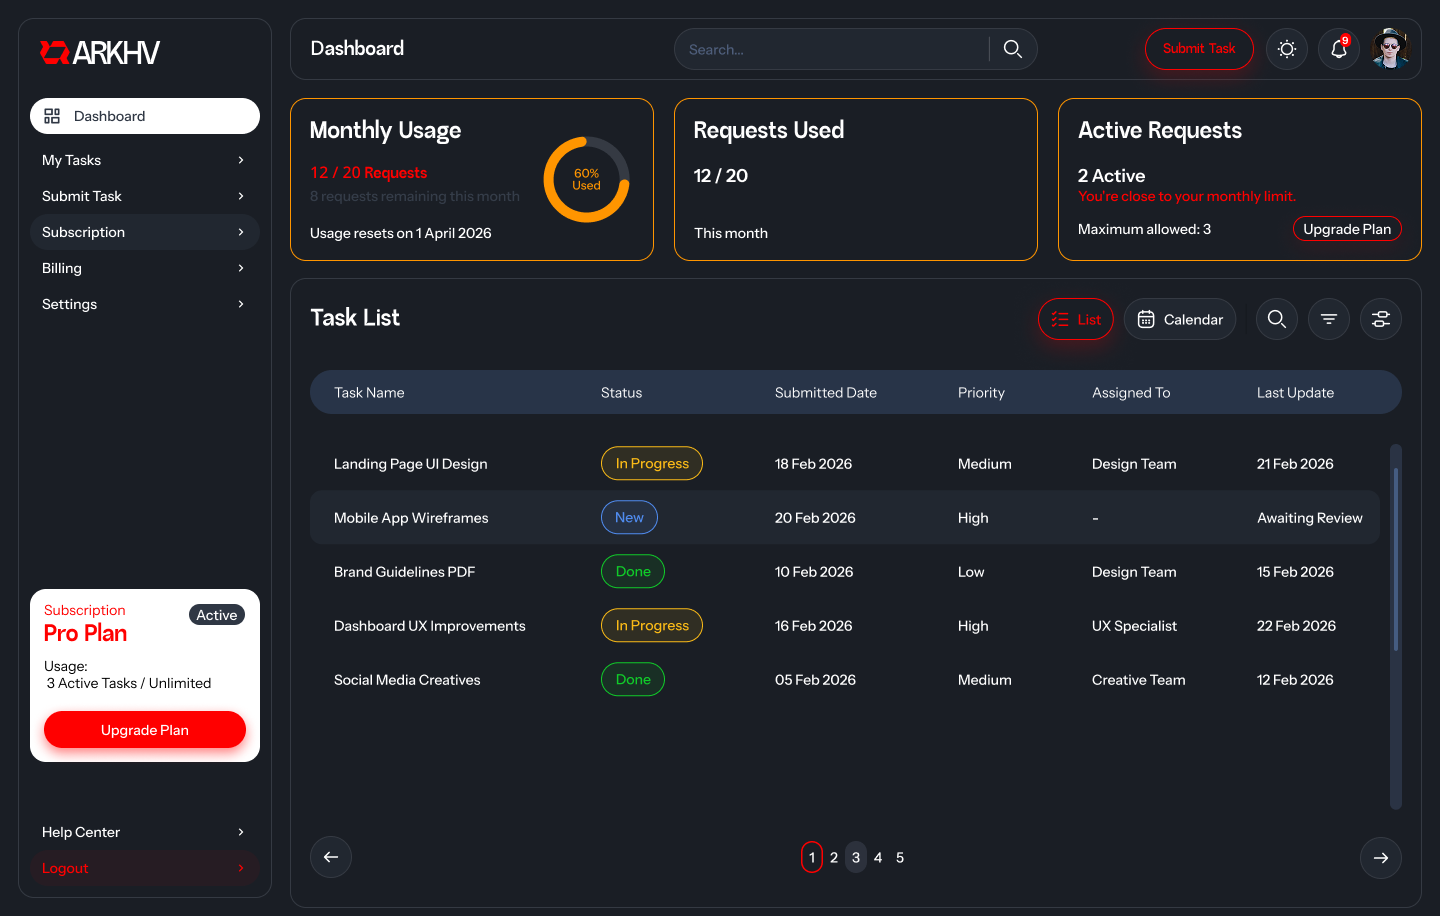 ARKHV
Dashboard
My Tasks
Submit Task
Subscription
Billing
Settings
Subscription
Active
Pro Plan
Usage:
3 Active Tasks / Unlimited
Upgrade Plan
Help Center
Logout
Dashboard
Search...
Submit Task
9
Monthly Usage
12 / 20 Requests
8 requests remaining this month
Usage resets on 1 April 2026
60%
Used
Requests Used
12 / 20
This month
Active Requests
2 Active
You're close to your monthly limit.
Maximum allowed: 3
Upgrade Plan
Task List
List
Calendar
Task Name Status Submitted Date Priority Assigned To Last Update
Landing Page UI Design In Progress 18 Feb 2026 Medium Design Team 21 Feb 2026
Mobile App Wireframes New 20 Feb 2026 High - Awaiting Review
Brand Guidelines PDF Done 10 Feb 2026 Low Design Team 15 Feb 2026
Dashboard UX Improvements In Progress 16 Feb 2026 High UX Specialist 22 Feb 2026
Social Media Creatives Done 05 Feb 2026 Medium Creative Team 12 Feb 2026
1 2 3 4 5